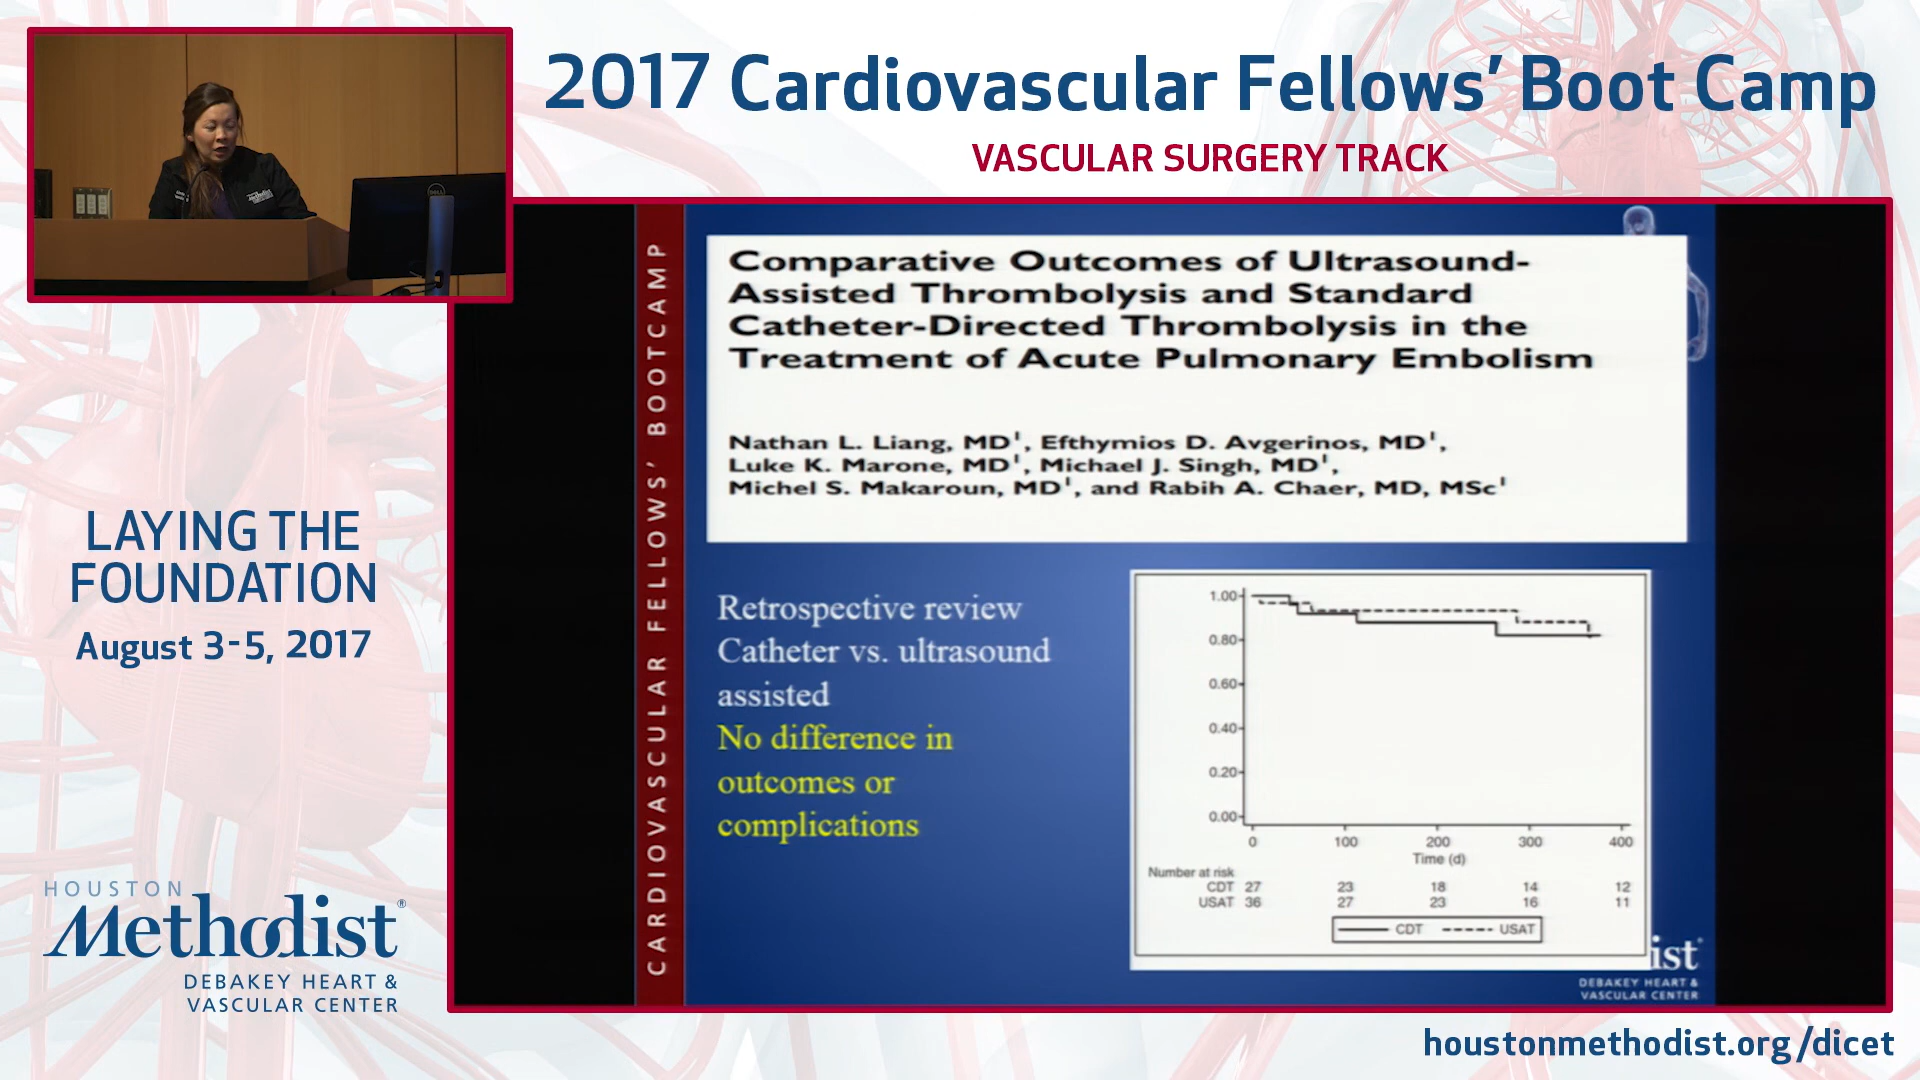 2017 Cardiovascular Fellows' Boot Camp
VASCULAR SURGERY TRACK
LAYING THE
FOUNDATION
August 3-5, 2017
HOUSTON
Methodist®
DEBAKEY HEART &
VASCULAR CENTER
CARDIOVASCULAR FELLOWS' BOOTCAMP
Comparative Outcomes of Ultrasound-
Assisted Thrombolysis and Standard
Catheter-Directed Thrombolysis in the
Treatment of Acute Pulmonary Embolism
Nathan L. Liang, MD¹, Efthymios D. Avgerinos, MD¹,
Luke K. Marone, MD¹, Michael J. Singh, MD¹,
Michel S. Makaroun, MD¹, and Rabih A. Chaer, MD, MSc¹
Retrospective review
Catheter vs. ultrasound
assisted
No difference in
outcomes or
complications
1.00
0.80
0.60
0.40
0.20
0.00
0 100 200 300 400
Time (d)
Number at risk
CDT 27 23 18 14 12
USAT 36 27 23 16 11
CDT USAT
ist
DEBAKEY HEART &
VASCULAR CENTER
houstonmethodist.org/dicet